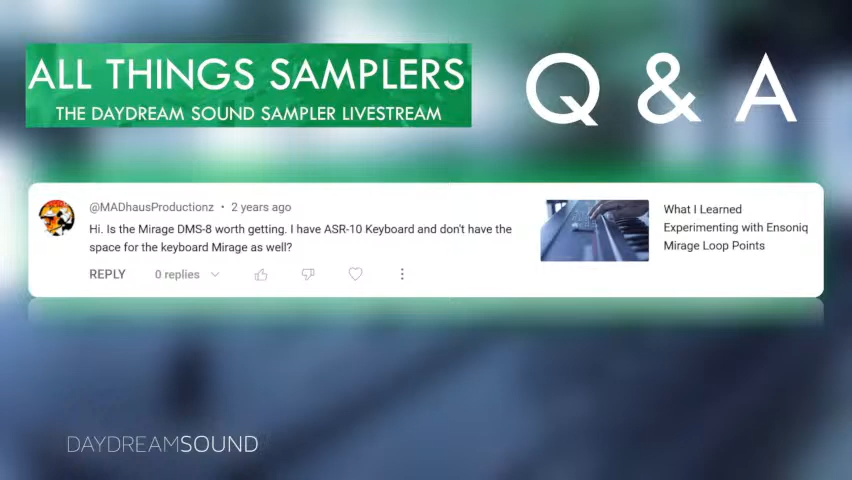 ALL THINGS SAMPLERS
THE DAYDREAM SOUND SAMPLER LIVESTREAM
Q & A
@MADhausProductionz • 2 years ago
Hi. Is the Mirage DMS-8 worth getting. I have ASR-10 Keyboard and don't have the
space for the keyboard Mirage as well?
REPLY 0 replies
What I Learned
Experimenting with Ensoniq
Mirage Loop Points
DAYDREAMSOUND